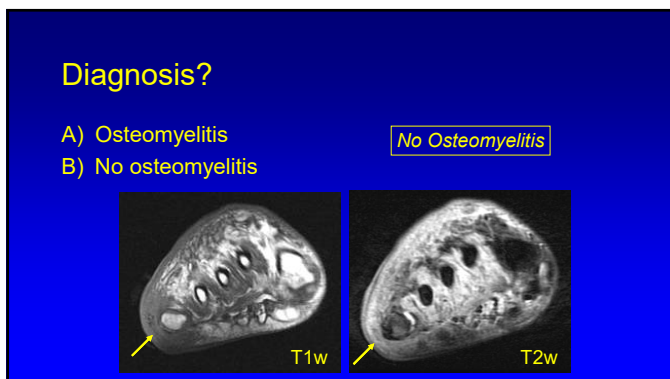 Diagnosis?
A) Osteomyelitis
No Osteomyelitis
B) No osteomyelitis
T1w
T2w